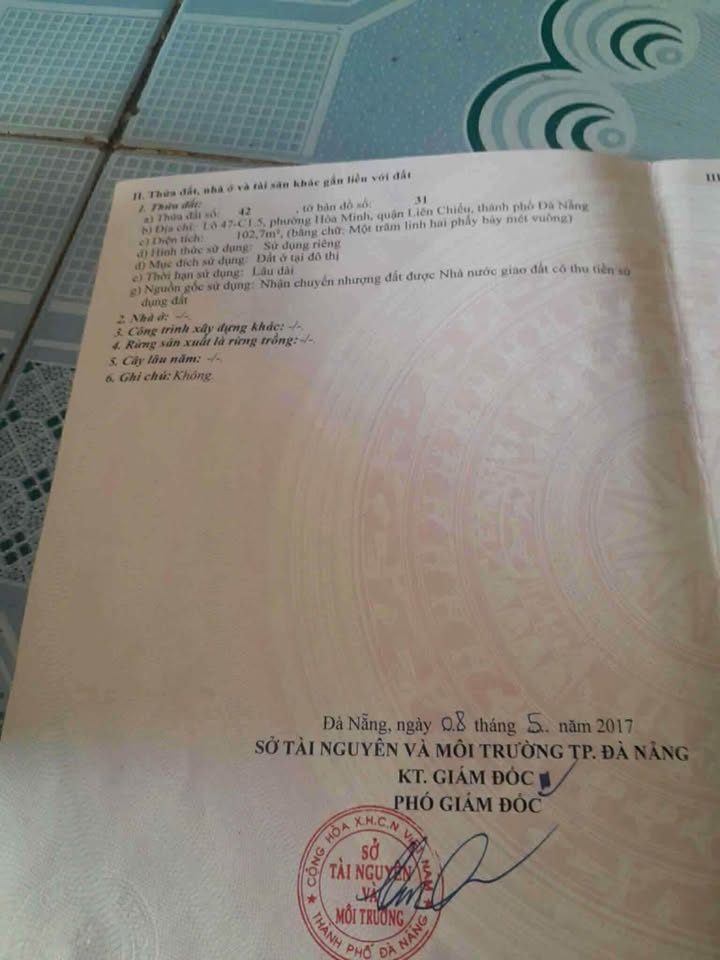 II. Thửa đất, nhà ở và tài sản khác gắn liền với đất
III
1. Thửa đất:
a) Thửa đất số: 42 , tờ bản đồ số: 31
b) Địa chỉ: Lô 47-C1.5, phường Hòa Minh, quận Liên Chiểu, thành phố Đà Nẵng
c) Diện tích: 102,7m², (bằng chữ: Một trăm linh hai phẩy bảy mét vuông)
d) Hình thức sử dụng: Sử dụng riêng
đ) Mục đích sử dụng: Đất ở tại đô thị
e) Thời hạn sử dụng: Lâu dài
g) Nguồn gốc sử dụng: Nhận chuyển nhượng đất được Nhà nước giao đất có thu tiền sử
dụng đất
2. Nhà ở: -/-.
3. Công trình xây dựng khác: -/-.
4. Rừng sản xuất là rừng trồng: -/-.
5. Cây lâu năm: -/-.
6. Ghi chú: Không.
Đà Nẵng, ngày 08 tháng 5. năm 2017
SỞ TÀI NGUYÊN VÀ MÔI TRƯỜNG TP. ĐÀ NẴNG
KT. GIÁM ĐỐC
PHÓ GIÁM ĐỐC
CỘNG HÒA X.H.C.N VIỆT NAM
SỞ
TÀI NGUYÊN
VÀ
MÔI TRƯỜNG
THÀNH PHỐ ĐÀ NẴNG